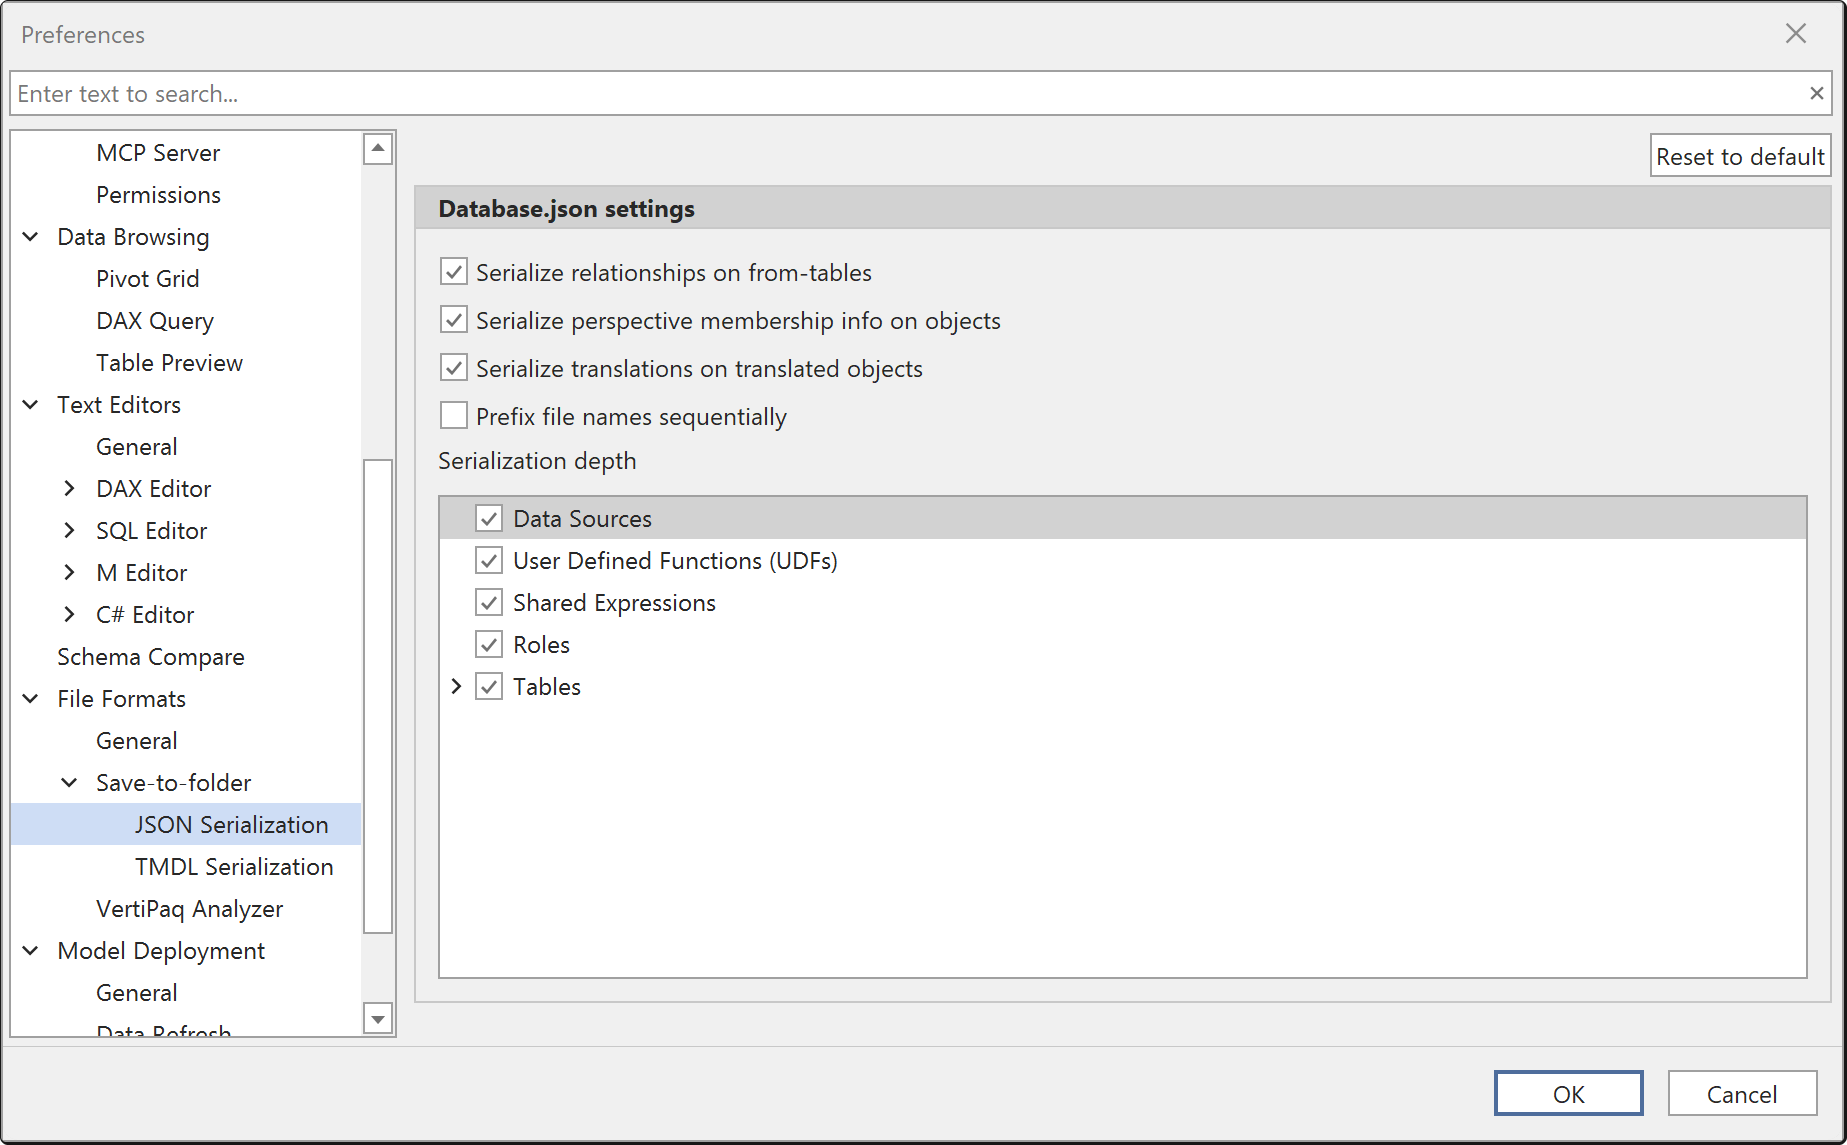 Preferences
Enter text to search...
MCP Server
Permissions
Data Browsing
Pivot Grid
DAX Query
Table Preview
Text Editors
General
DAX Editor
SQL Editor
M Editor
C# Editor
Schema Compare
File Formats
General
Save-to-folder
JSON Serialization
TMDL Serialization
VertiPaq Analyzer
Model Deployment
General
Data Refresh
Reset to default
Database.json settings
Serialize relationships on from-tables
Serialize perspective membership info on objects
Serialize translations on translated objects
Prefix file names sequentially
Serialization depth
Data Sources
User Defined Functions (UDFs)
Shared Expressions
Roles
Tables
OK
Cancel